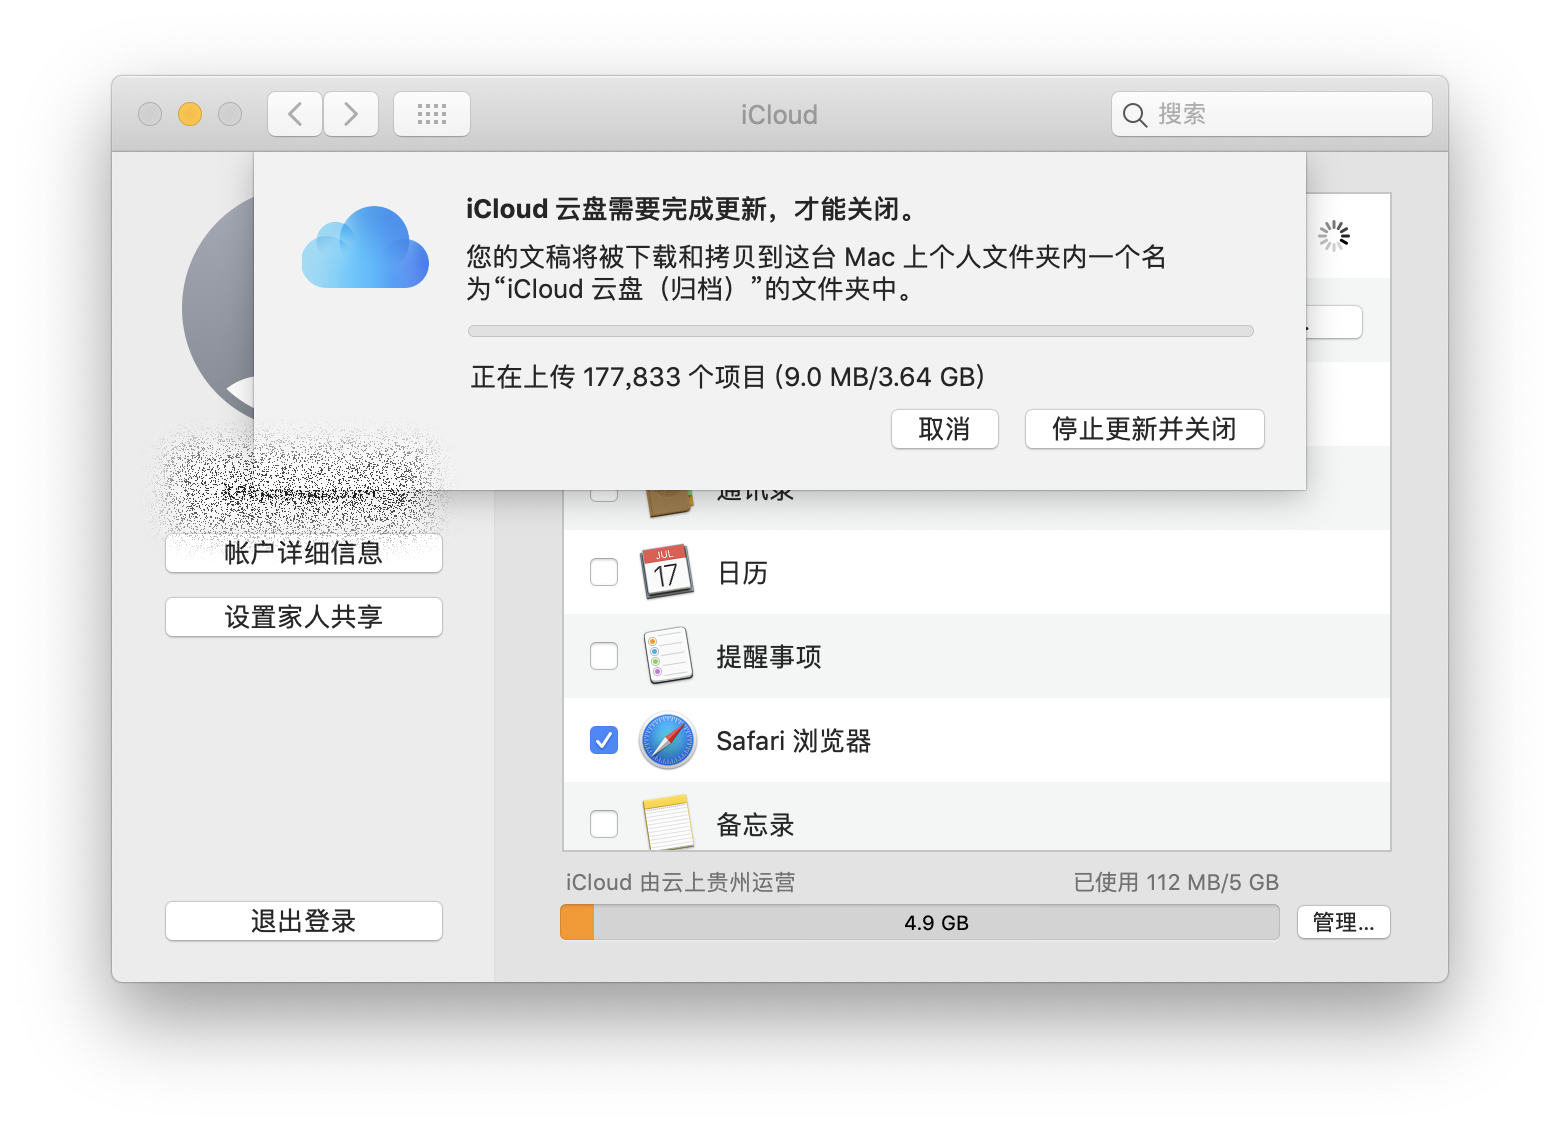 iCloud
搜索
iCloud 云盘需要完成更新，才能关闭。
您的文稿将被下载和拷贝到这台 Mac 上个人文件夹内一个名
为“iCloud 云盘（归档）”的文件夹中。
正在上传 177,833 个项目 (9.0 MB/3.64 GB)
取消
停止更新并关闭
通讯录
帐户详细信息
JUL
17
日历
设置家人共享
提醒事项
Safari 浏览器
备忘录
iCloud 由云上贵州运营
已使用 112 MB/5 GB
退出登录
4.9 GB
管理...